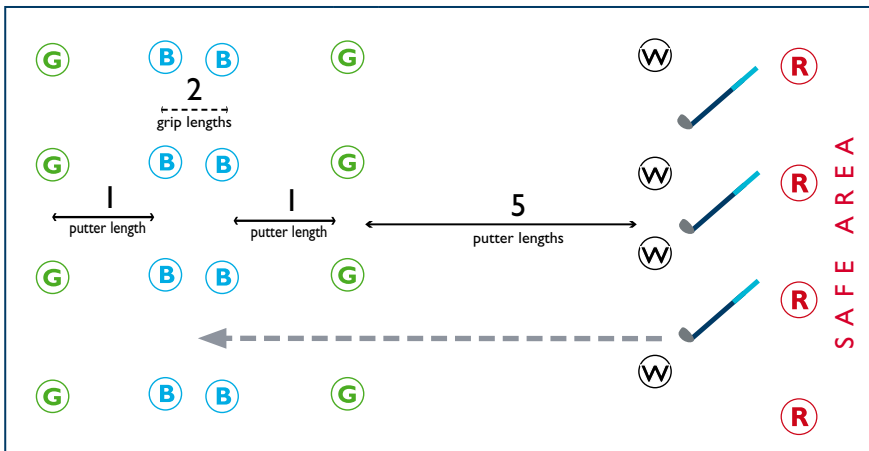 G B B G W R
2
grip lengths
G B B G W R
1 1 5
putter length putter length putter lengths
W
G B B G R
W
G B B G R
SAFE AREA